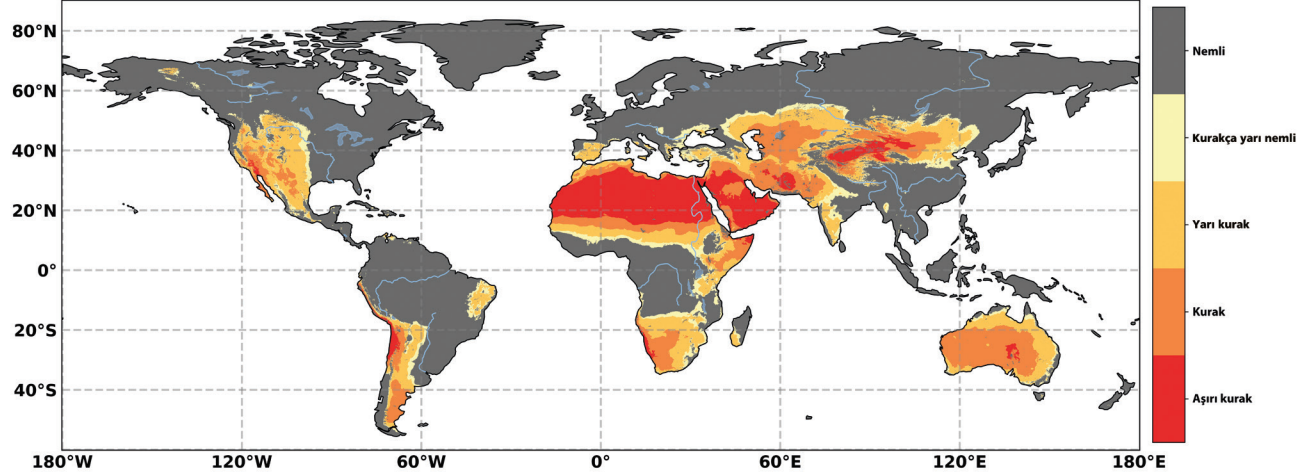 80°N
60°N
40°N
20°N
0°
20°S
40°S
180°W
120°W
60°W
0°
60°E
120°E
180°E
Nemli
Kurakça yarı nemli
Yarı kurak
Kurak
Aşırı kurak